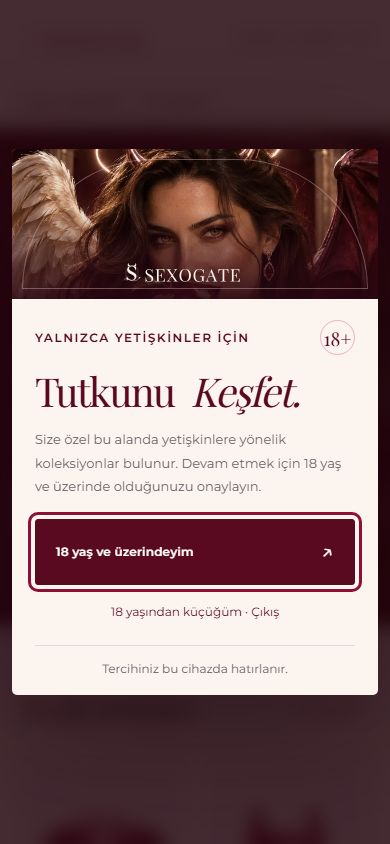 SEXOGATE
YALNIZCA YETİŞKİNLER İÇİN
18+
Tutkunu Keşfet.
Size özel bu alanda yetişkinlere yönelik
koleksiyonlar bulunur. Devam etmek için 18 yaş
ve üzerinde olduğunuzu onaylayın.
18 yaş ve üzerindeyim
18 yaşından küçüğüm · Çıkış
Tercihiniz bu cihazda hatırlanır.